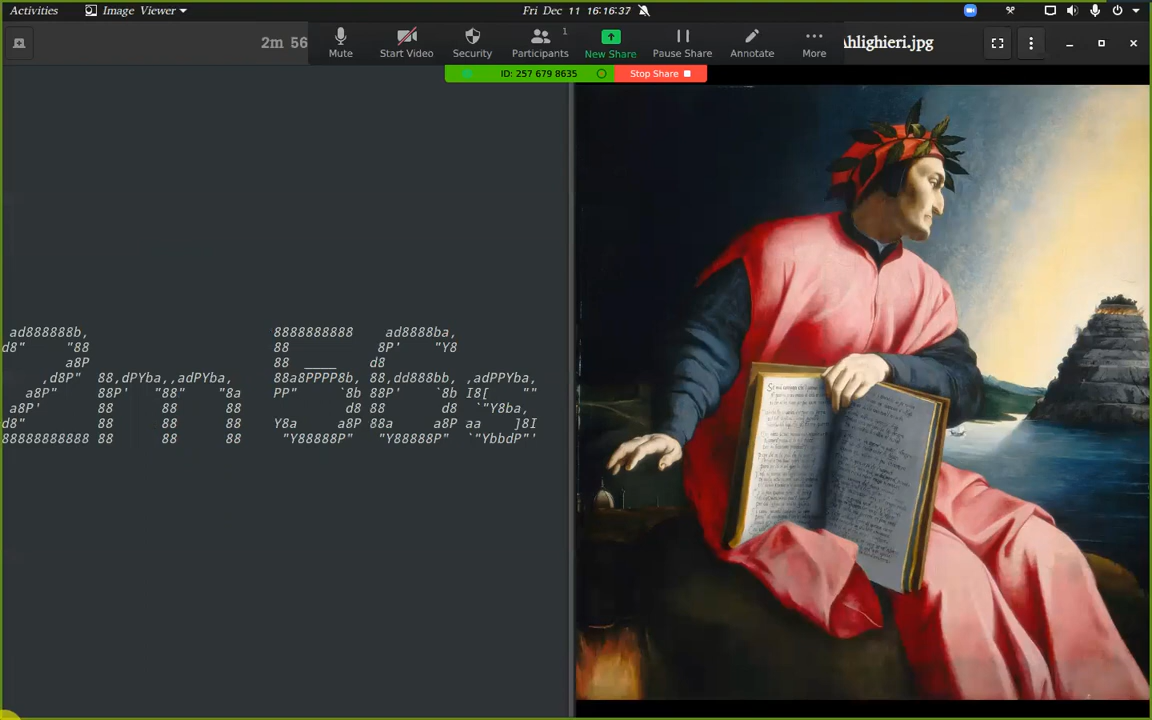 Activities Image Viewer Fri Dec 11 16:16:37
2m 56 Mute Start Video Security Participants 1 New Share Pause Share Annotate More Ahlighieri.jpg
ID: 257 679 8635 Stop Share
2m 56s